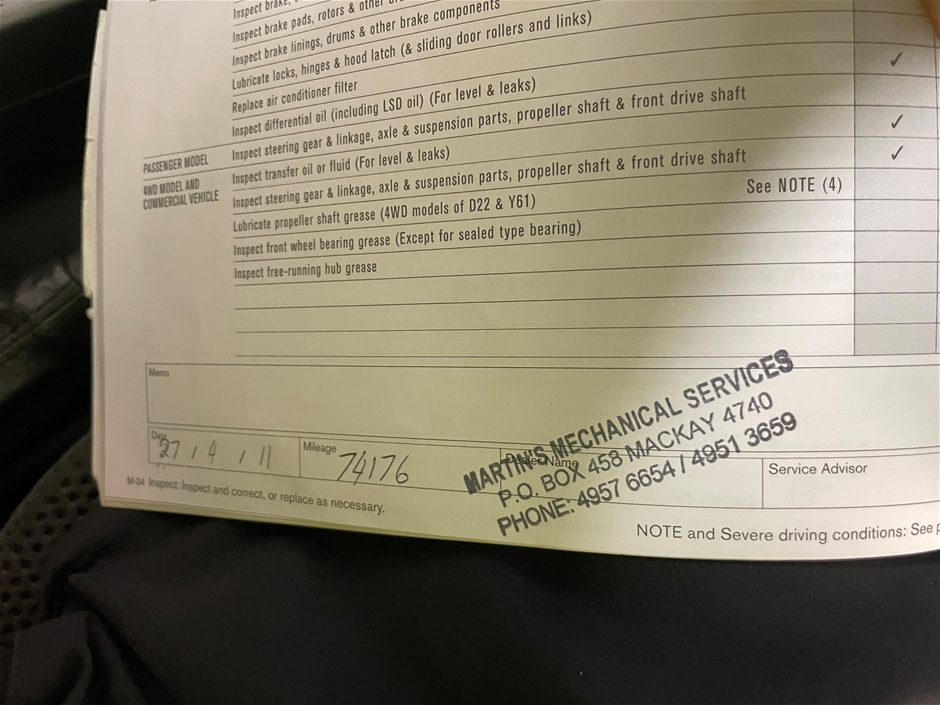 Inspect brake,
Inspect brake pads, rotors & other
Inspect brake linings, drums & other brake components
Lubricate locks, hinges & hood latch (& sliding door rollers and links)
Replace air conditioner filter
✓
Inspect differential oil (including LSD oil) (For level & leaks)
PASSENGER MODEL
Inspect steering gear & linkage, axle & suspension parts, propeller shaft & front drive shaft
✓
4WD MODEL AND
COMMERCIAL VEHICLE
Inspect transfer oil or fluid (For level & leaks)
✓
Inspect steering gear & linkage, axle & suspension parts, propeller shaft & front drive shaft
Lubricate propeller shaft grease (4WD models of D22 & Y61)
See NOTE (4)
Inspect front wheel bearing grease (Except for sealed type bearing)
Inspect free-running hub grease
Memo
Date
27 / 4 / 11
Mileage
74176
Dealer Name
MARTIN'S MECHANICAL SERVICES
P.O. BOX 458 MACKAY 4740
PHONE: 4957 6654 / 4951 3659
Service Advisor
M-34 Inspect: Inspect and correct, or replace as necessary.
NOTE and Severe driving conditions: See